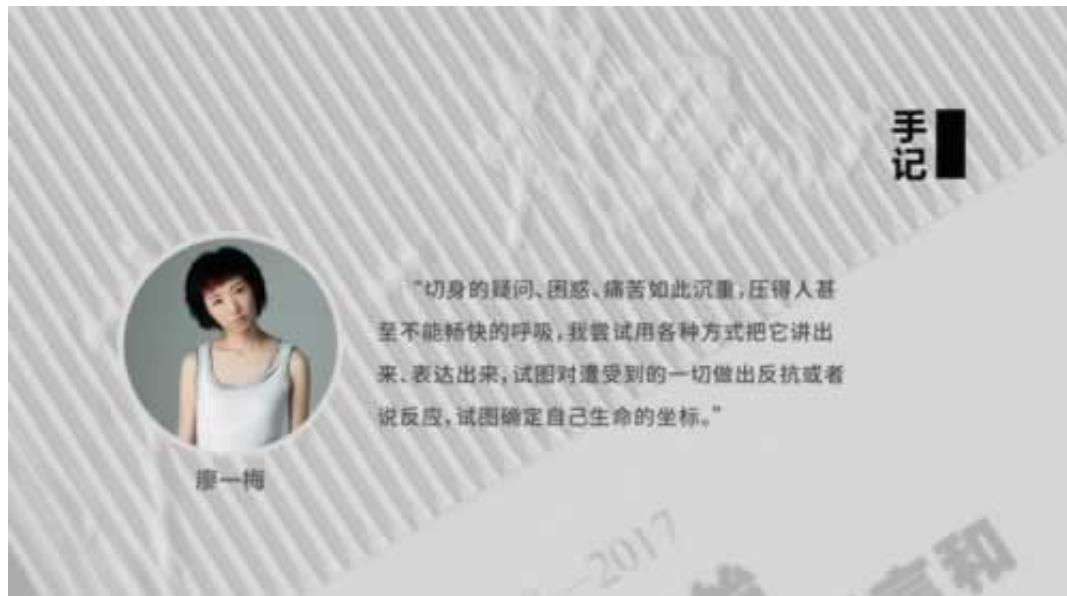 手记
“切身的疑问、困惑、痛苦如此沉重,压得人甚
至不能畅快的呼吸,我尝试用各种方式把它讲出
来、表达出来,试图对遭受到的一切做出反抗或者
说反应,试图确定自己生命的坐标。”
廖一梅
—2017
和